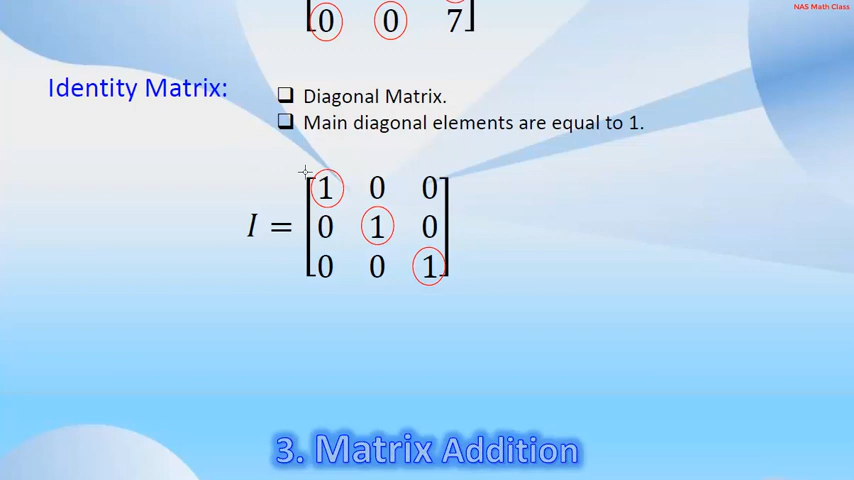 NAS Math Class
0 0 7
Identity Matrix:
Diagonal Matrix.
Main diagonal elements are equal to 1.
1 0 0
I = 0 1 0
0 0 1
3. Matrix Addition